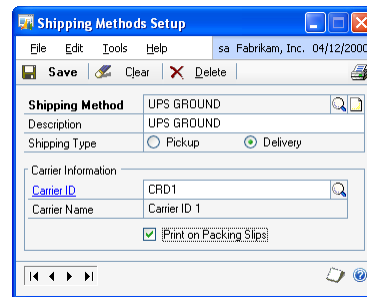 Shipping Methods Setup
File Edit Tools Help sa Fabrikam, Inc. 04/12/2000
Save Clear Delete
Shipping Method UPS GROUND
Description UPS GROUND
Shipping Type Pickup Delivery
Carrier Information
Carrier ID CRD1
Carrier Name Carrier ID 1
Print on Packing Slips